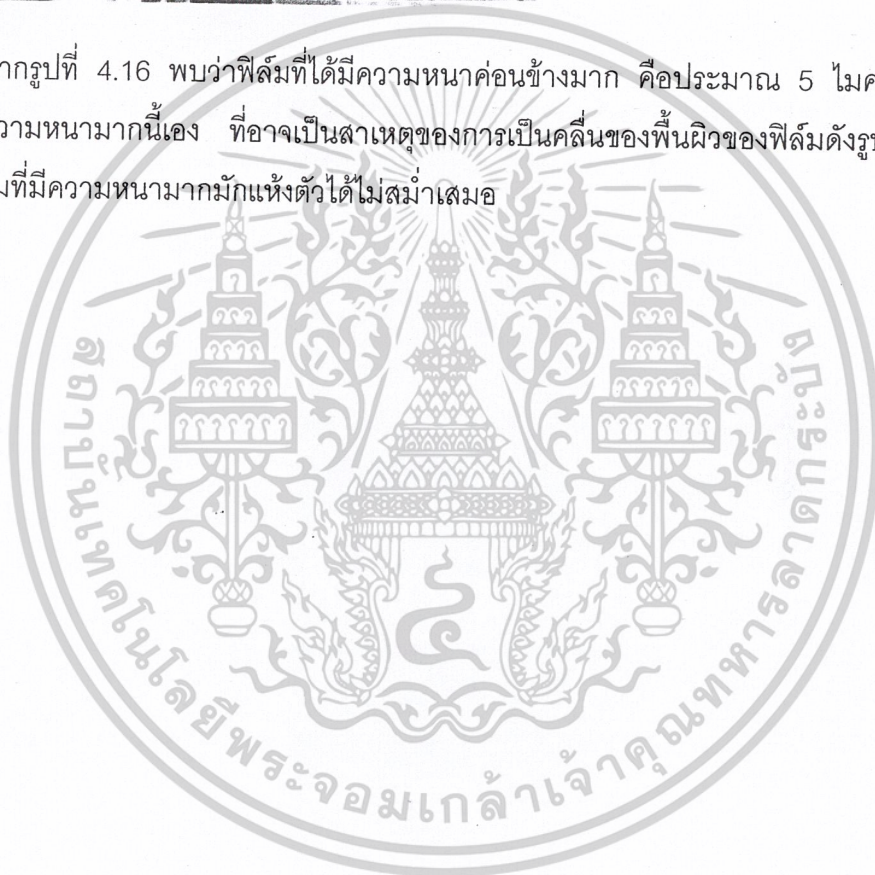 ากรูปที่ 4.16 พบว่าฟิล์มที่ได้มีความหนาค่อนข้างมาก คือประมาณ 5 ไมค
วามหนามากนี้เอง ที่อาจเป็นสาเหตุของการเป็นคลื่นของพื้นผิวของฟิล์มดังรูป
มที่มีความหนามากมักแห้งตัวได้ไม่สม่ำเสมอ
สถาบันเทคโนโลยีพระจอมเกล้าเจ้าคุณทหารลาดกระบัง
๔